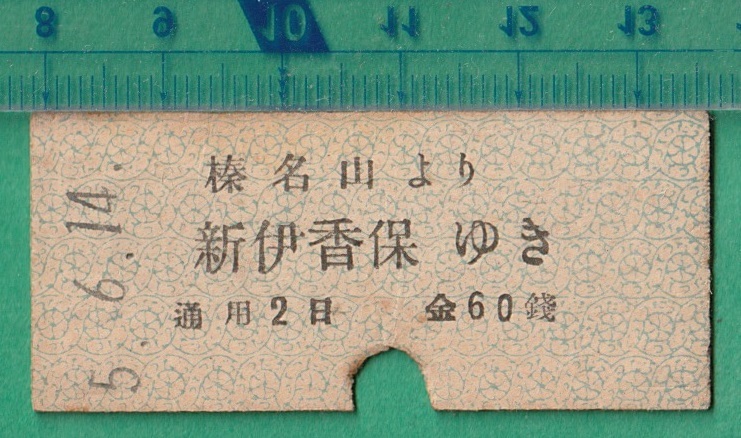 8 9 10 11 12 13
5. 6. 14.
榛名山より
新伊香保 ゆき
通用2日 金60錢